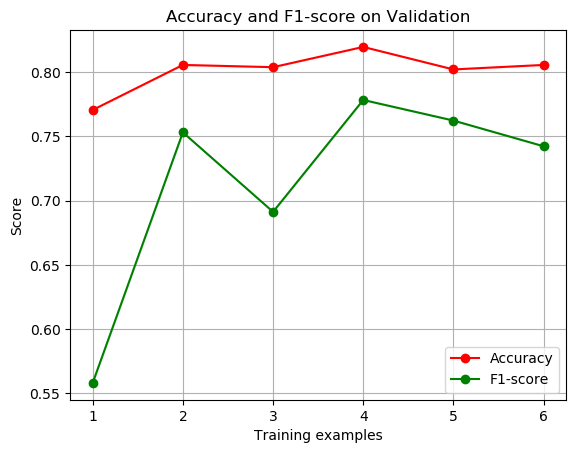 Accuracy and F1-score on Validation
0.80
0.75
0.70
0.65
0.60
0.55
Score
Accuracy
F1-score
1 2 3 4 5 6
Training examples